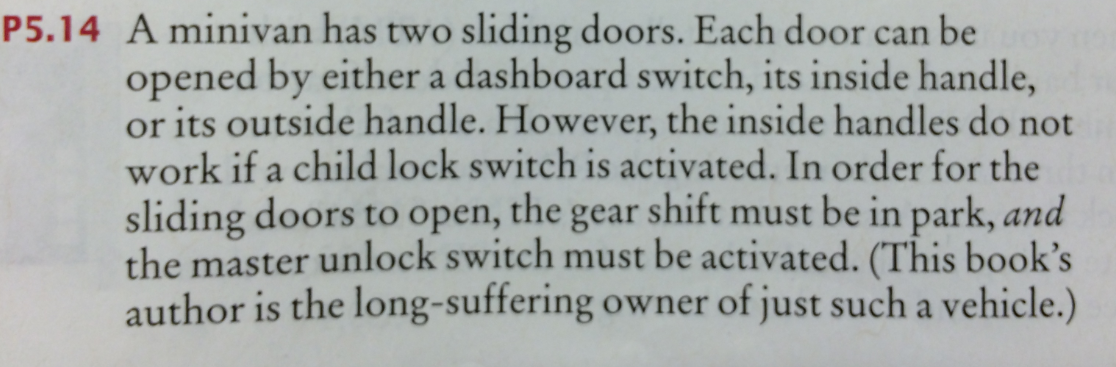 P5.14 A minivan has two sliding doors. Each door can be
opened by either a dashboard switch, its inside handle,
or its outside handle. However, the inside handles do not
work if a child lock switch is activated. In order for the
sliding doors to open, the gear shift must be in park, and
the master unlock switch must be activated. (This book's
author is the long-suffering owner of just such a vehicle.)